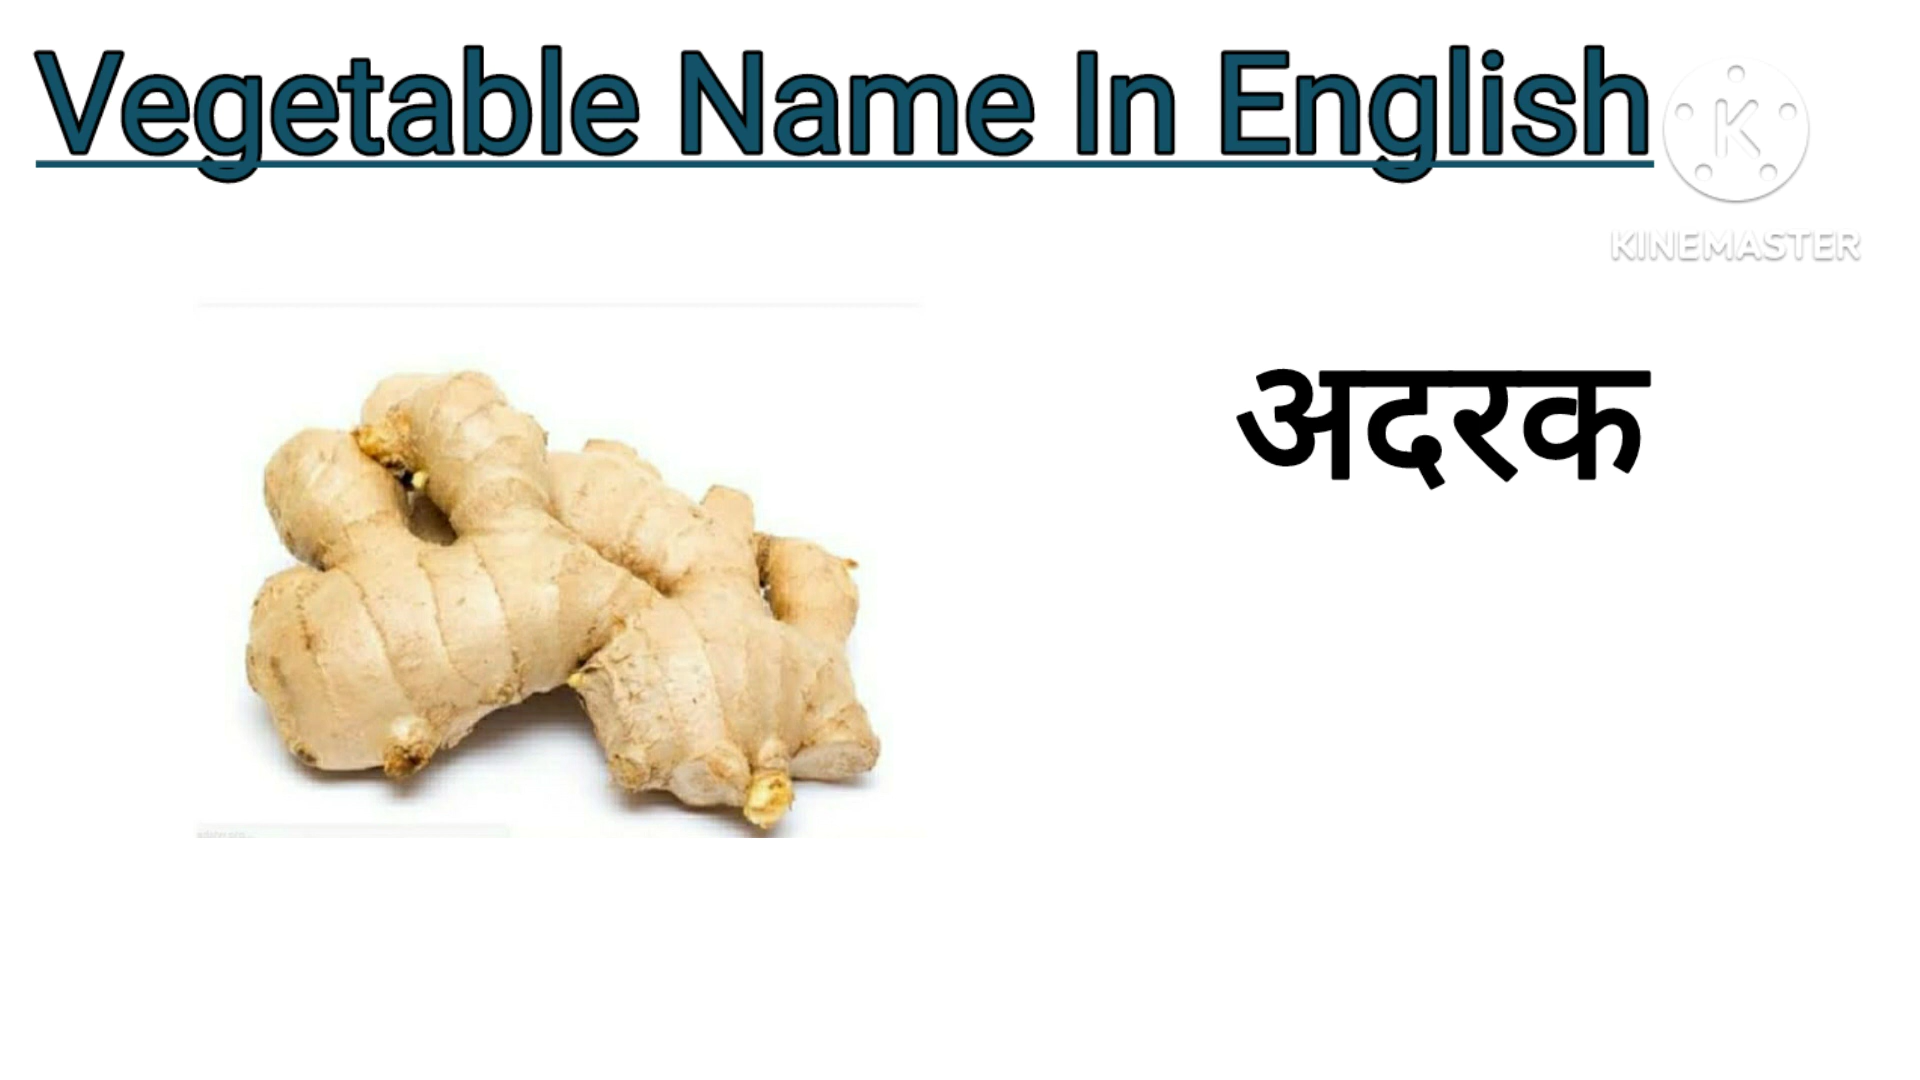 Vegetable Name In English
K
KINEMASTER
अदरक